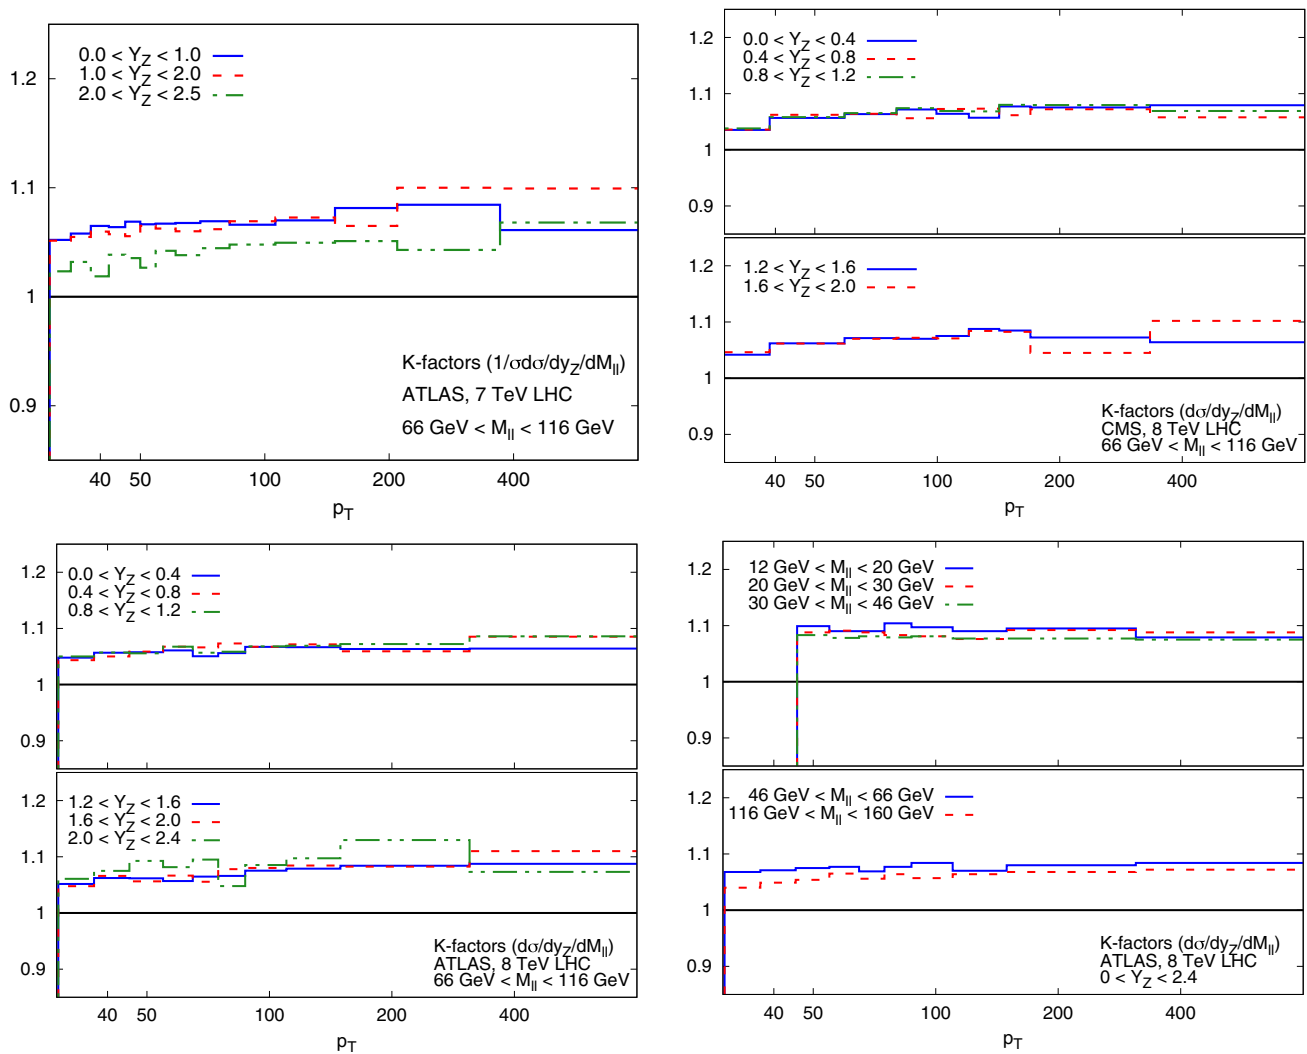 0.0 < Y_Z < 1.0
1.0 < Y_Z < 2.0
2.0 < Y_Z < 2.5
1.2
1.1
1
0.9
K-factors (1/σdσ/dy_Z/dM_ll)
ATLAS, 7 TeV LHC
66 GeV < M_ll < 116 GeV
40 50 100 200 400
p_T
0.0 < Y_Z < 0.4
0.4 < Y_Z < 0.8
0.8 < Y_Z < 1.2
1.2
1.1
1
0.9
1.2 < Y_Z < 1.6
1.6 < Y_Z < 2.0
1.2
1.1
1
0.9
K-factors (dσ/dy_Z/dM_ll)
CMS, 8 TeV LHC
66 GeV < M_ll < 116 GeV
40 50 100 200 400
p_T
0.0 < Y_Z < 0.4
0.4 < Y_Z < 0.8
0.8 < Y_Z < 1.2
1.2
1.1
1
0.9
1.2 < Y_Z < 1.6
1.6 < Y_Z < 2.0
2.0 < Y_Z < 2.4
1.2
1.1
1
0.9
K-factors (dσ/dy_Z/dM_ll)
ATLAS, 8 TeV LHC
66 GeV < M_ll < 116 GeV
40 50 100 200 400
p_T
12 GeV < M_ll < 20 GeV
20 GeV < M_ll < 30 GeV
30 GeV < M_ll < 46 GeV
1.2
1.1
1
0.9
46 GeV < M_ll < 66 GeV
116 GeV < M_ll < 160 GeV
1.2
1.1
1
0.9
K-factors (dσ/dy_Z/dM_ll)
ATLAS, 8 TeV LHC
0 < Y_Z < 2.4
40 50 100 200 400
p_T